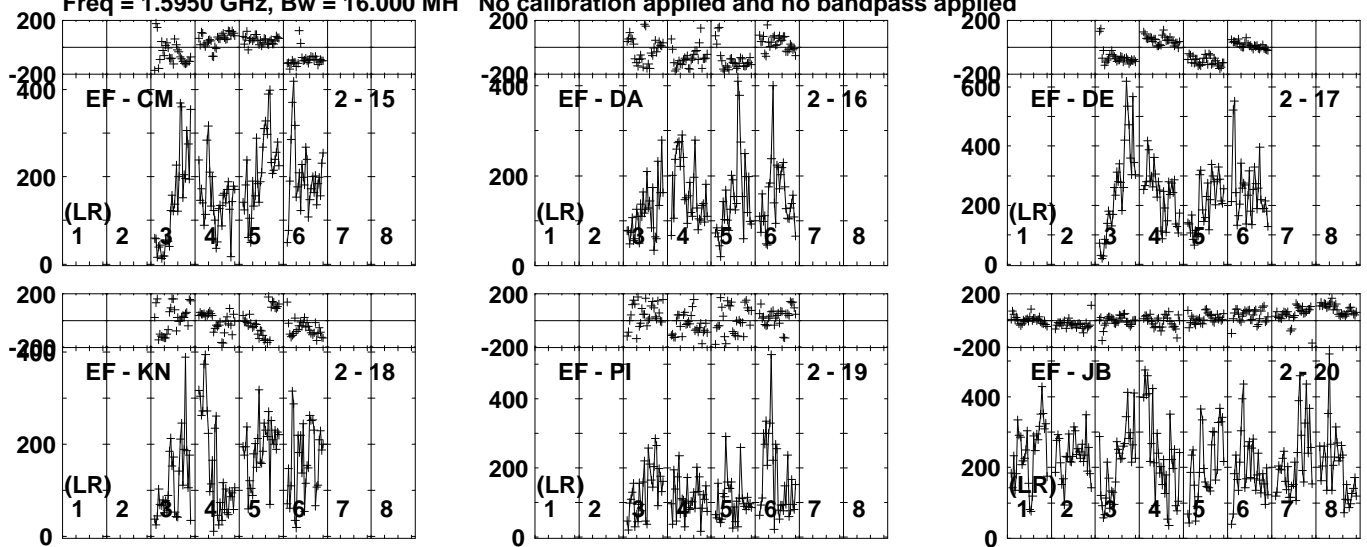 Freq = 1.5950 GHz, Bw = 16.000 MH No calibration applied and no bandpass applied
200
-200
400
200
0
EF - CM
2 - 15
(LR)
1 2 3 4 5 6 7 8
EF - DA
2 - 16
200
-200
400
200
0
(LR)
1 2 3 4 5 6 7 8
EF - DE
2 - 17
200
-200
600
400
200
0
(LR)
1 2 3 4 5 6 7 8
EF - KN
2 - 18
200
-200
400
200
0
(LR)
1 2 3 4 5 6 7 8
EF - PI
2 - 19
200
-200
400
200
0
(LR)
1 2 3 4 5 6 7 8
EF - JB
2 - 20
200
-200
400
200
0
(LR)
1 2 3 4 5 6 7 8